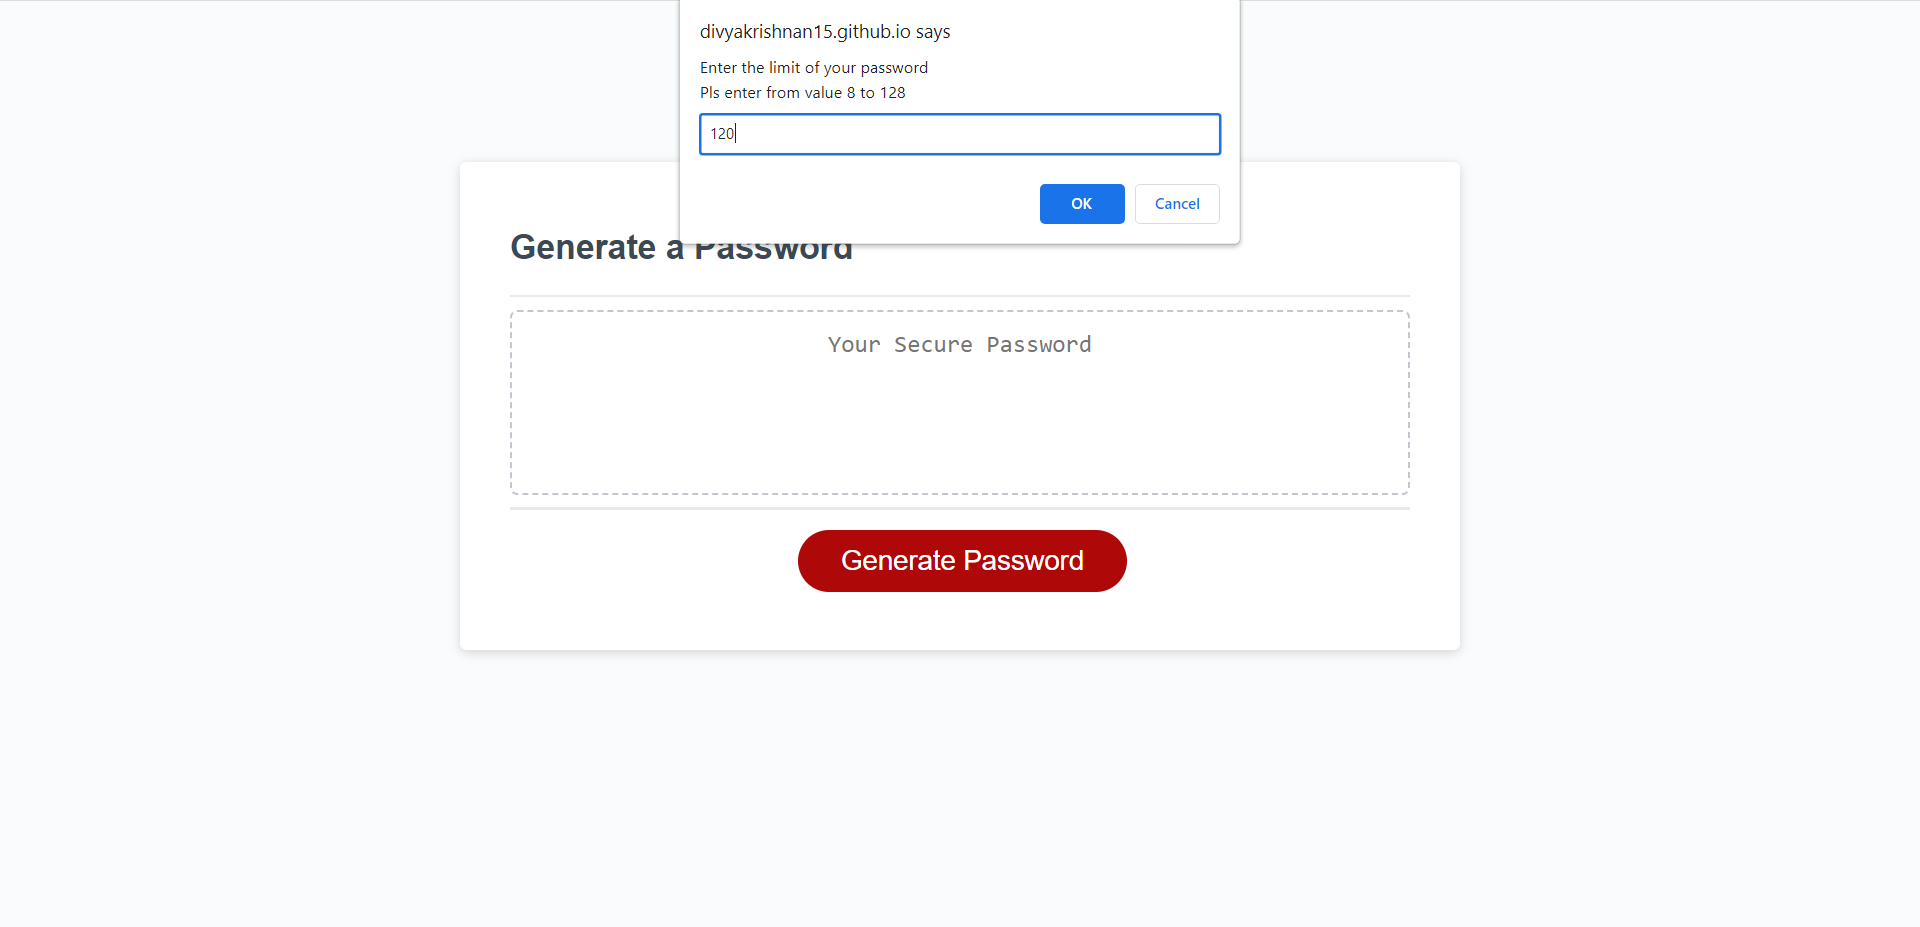 divyakrishnan15.github.io says
Enter the limit of your password
Pls enter from value 8 to 128
120
OK
Cancel
Generate a Password
Your Secure Password
Generate Password